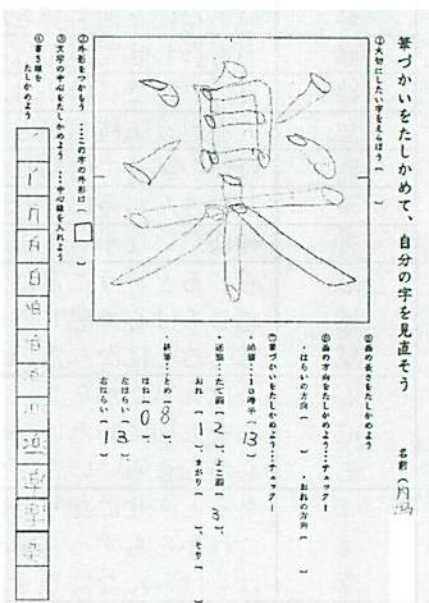 筆づかいをたしかめて、自分の字を見直そう
名前(
①大切にしたい字をえらぼう( )
楽
②外形をつかもう…この字の外形は(□)
③文字の中心をたしかめよう…中心線を入れよう
④書き順をたしかめよう
⑤画の長さをたしかめよう
⑥画の方向をたしかめよう…チェック!
・はらいの方向( )・おれの方向( )
⑦筆づかいをたしかめよう…チェック!
・始筆…10時半(13)
・送筆…たて画(2)、よこ画(3)、
おれ(1)、まがり( )、そり( )
・終筆…とめ(8)、
はね(0)、
左はらい(3)、
右はらい(1)